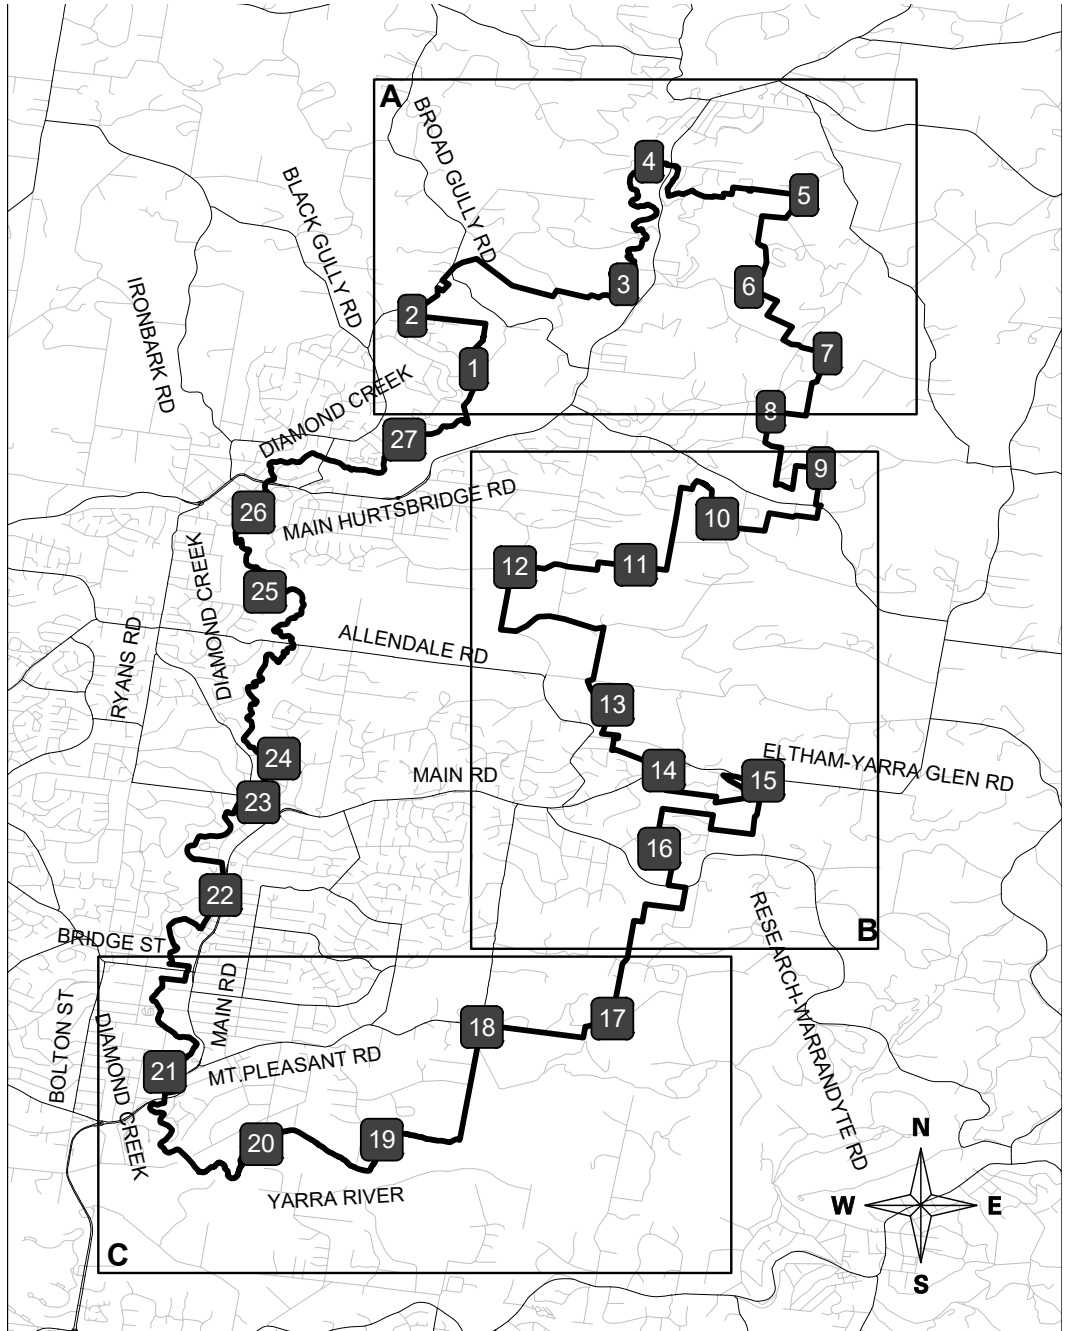 A
BROAD GULLY RD
4
5
BLACK GULLY RD
3
6
IRONBARK RD
2
7
1
DIAMOND CREEK
8
27
9
MAIN HURTSBRIDGE RD
26
10
12
11
DIAMOND CREEK
25
RYANS RD
ALLENDALE RD
13
24
MAIN RD
14
15
ELTHAM-YARRA GLEN RD
23
16
22
RESEARCH-WARRANDYTE RD
B
BRIDGE ST
MAIN RD
BOLTON ST
DIAMOND CREEK
18
17
21
MT.PLEASANT RD
20
19
YARRA RIVER
N
W
E
S
C